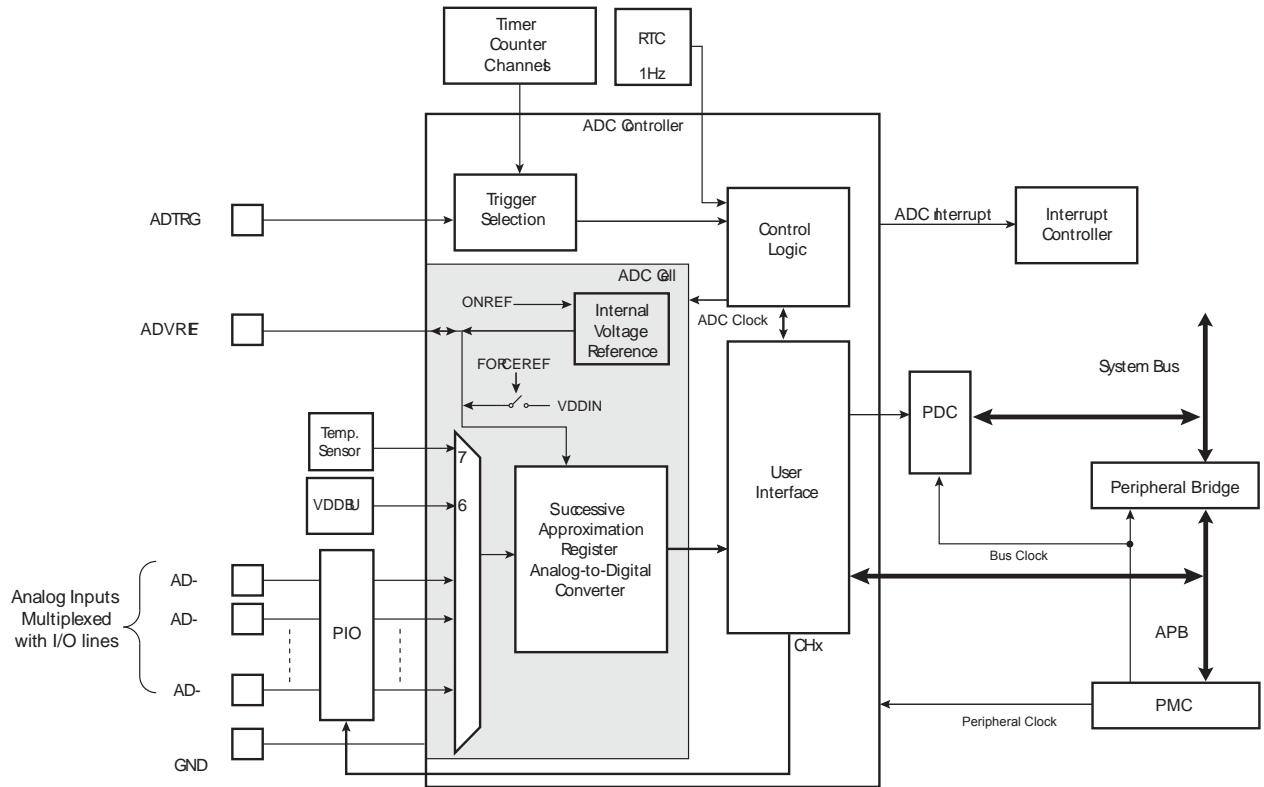 Timer
Counter
Channels
RTC
1Hz
ADC Controller
ADTRG
Trigger
Selection
Control
Logic
ADC Interrupt
Interrupt
Controller
ADC Cell
ONREF
Internal
Voltage
Reference
ADVREF
ADC Clock
FORCEREF
VDDIN
System Bus
PDC
Temp.
Sensor
7
VDDBU
6
Successive
Approximation
Register
Analog-to-Digital
Converter
User
Interface
Peripheral Bridge
Bus Clock
Analog Inputs
Multiplexed
with I/O lines
AD-
AD-
AD-
PIO
CHx
APB
PMC
Peripheral Clock
GND